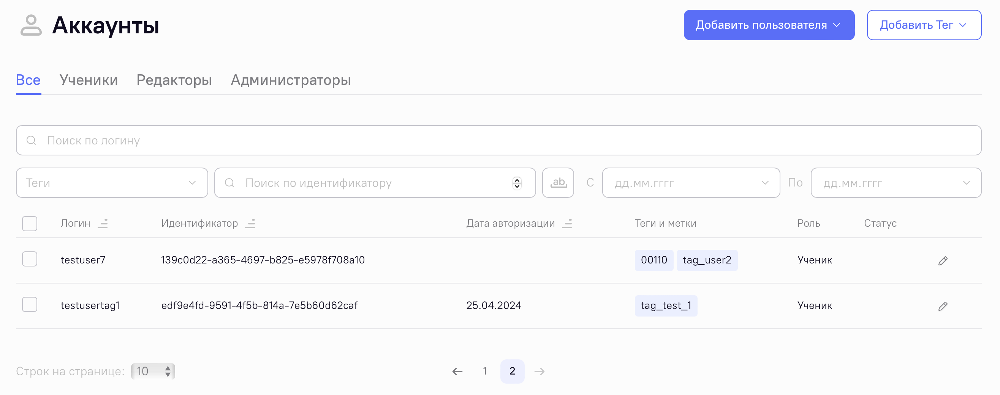 Аккаунты
Добавить пользователя
Добавить Тег
Все Ученики Редакторы Администраторы
Поиск по логину
Теги
Поиск по идентификатору
ab
С дд.мм.гггг По дд.мм.гггг
Логин Идентификатор Дата авторизации Теги и метки Роль Статус
testuser7 139c0d22-a365-4697-b825-e5978f708a10 00110 tag_user2 Ученик
testusertag1 edf9e4fd-9591-4f5b-814a-7e5b60d62caf 25.04.2024 tag_test_1 Ученик
Строк на странице: 10 1 2